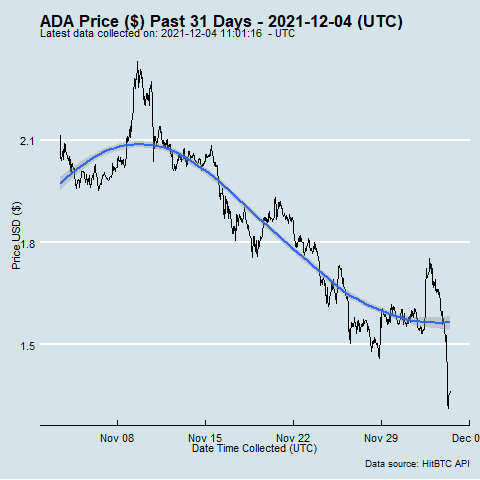 ADA Price ($) Past 31 Days - 2021-12-04 (UTC)
Latest data collected on: 2021-12-04 11:01:16 - UTC
Price USD ($)
2.1
1.8
1.5
Nov 08 Nov 15 Nov 22 Nov 29 Dec 0
Date Time Collected (UTC)
Data source: HitBTC API